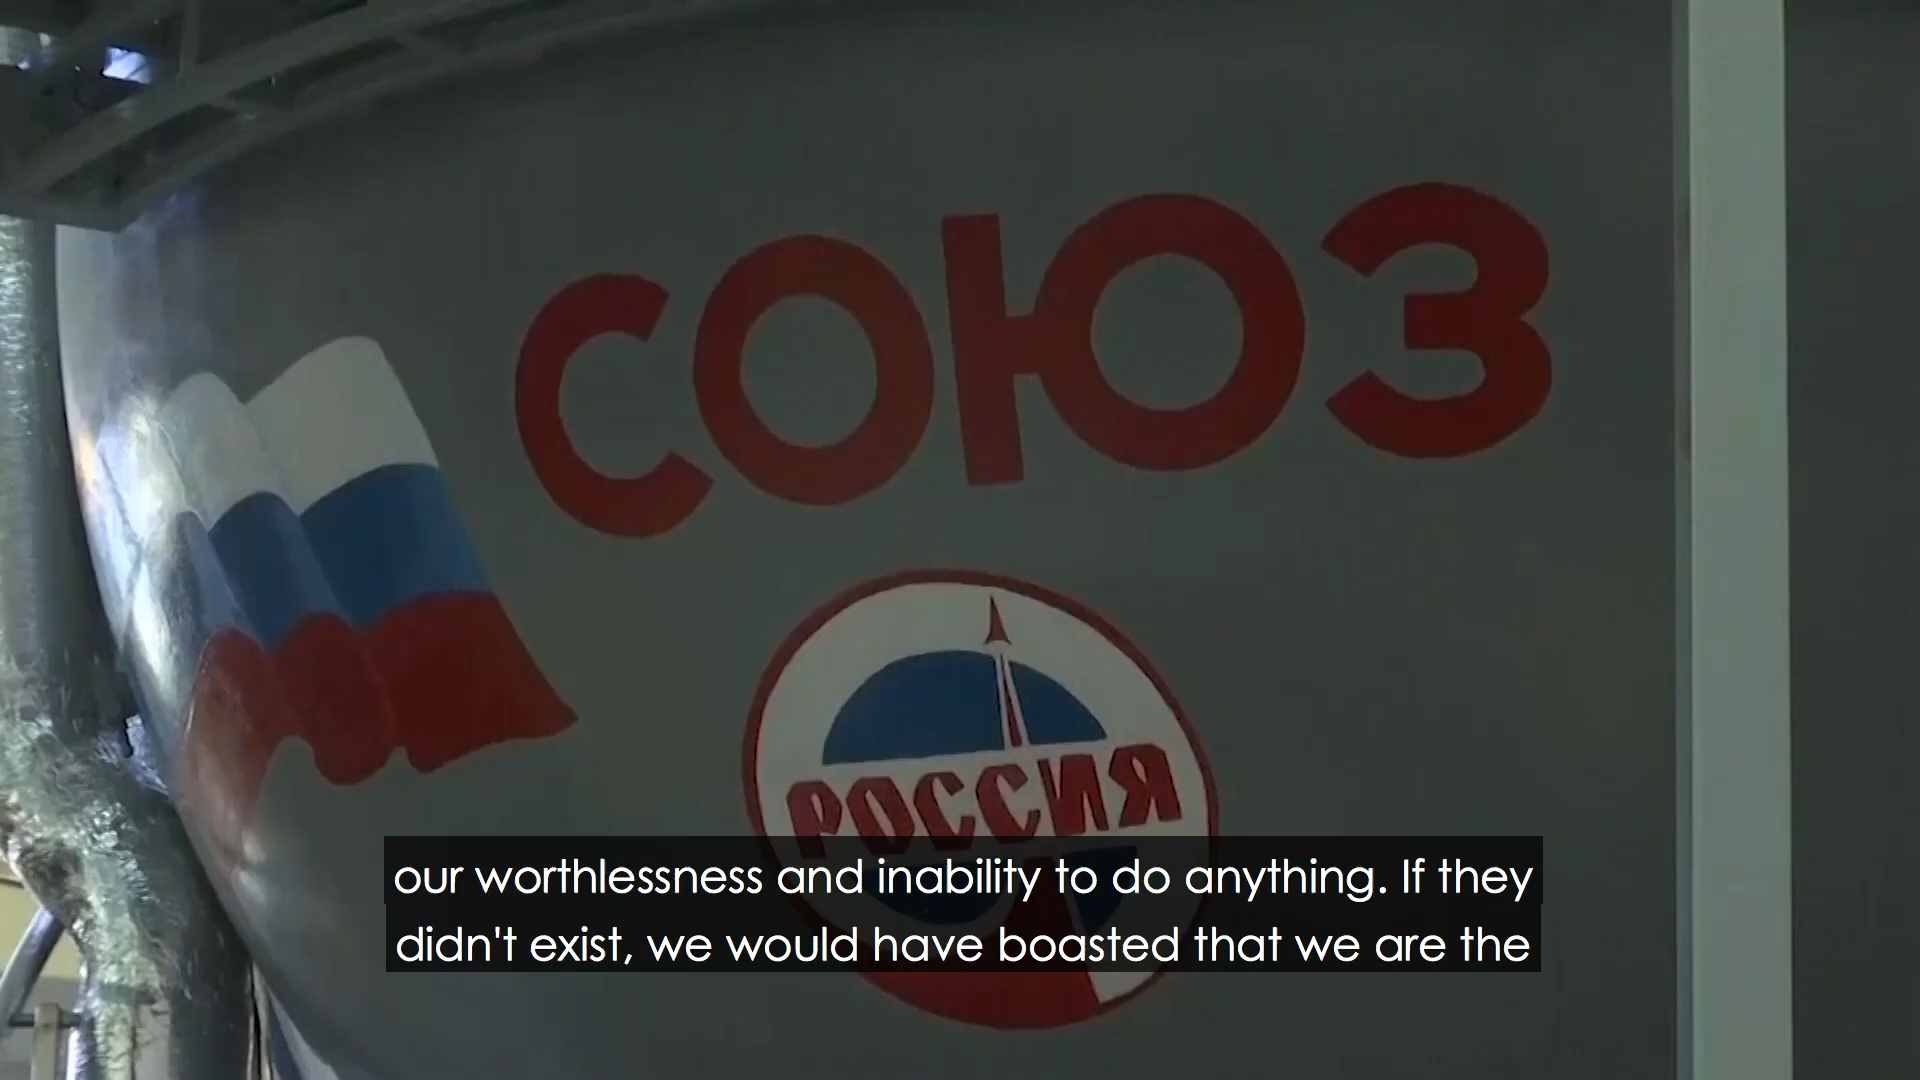 СОЮЗ
РОССИЯ
our worthlessness and inability to do anything. If they
didn't exist, we would have boasted that we are the